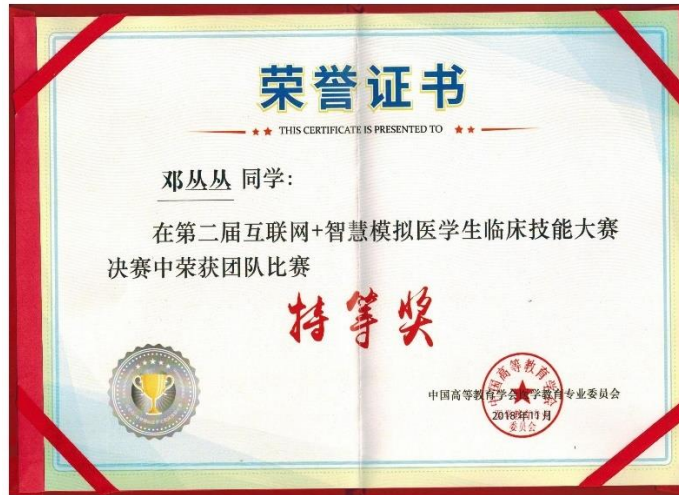 荣誉证书
THIS CERTIFICATE IS PRESENTED TO
邓丛丛 同学:
在第二届互联网+智慧模拟医学生临床技能大赛
决赛中荣获团队比赛
特等奖
中国高等教育学会医学教育专业委员会
2018年11月